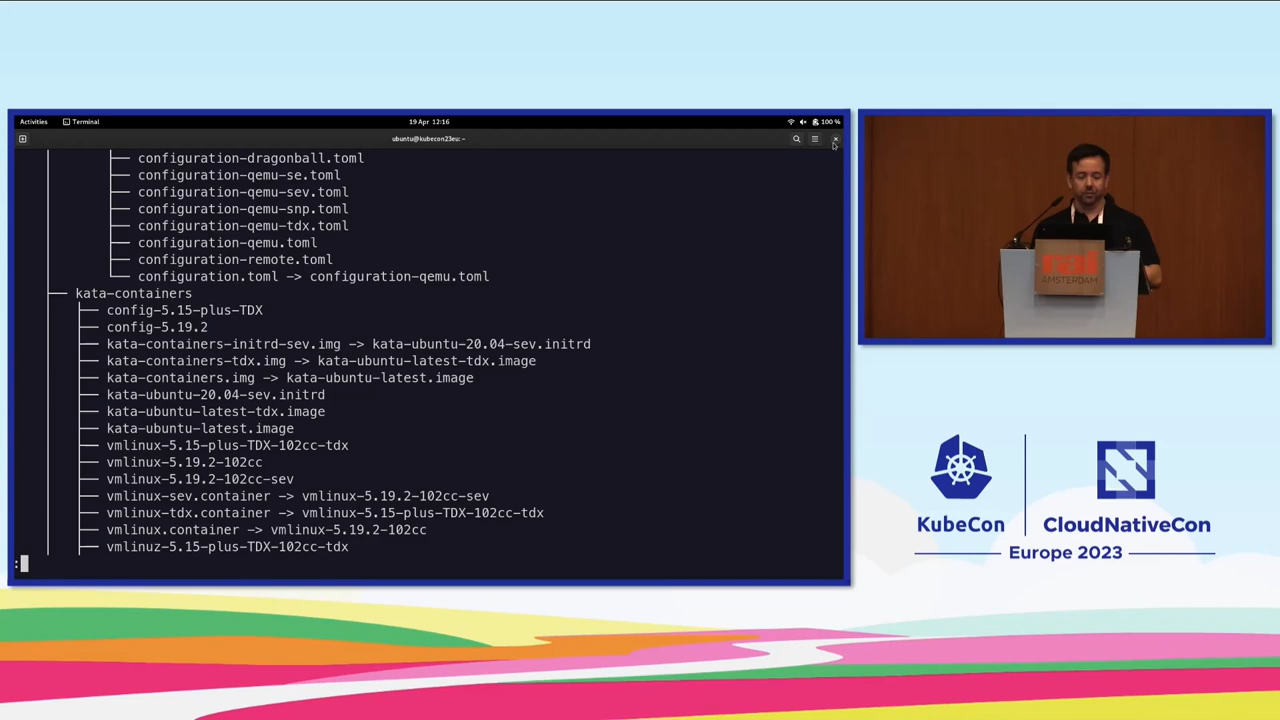 Activities
Terminal
19 Apr 12:16
100 %
ubuntu@kubecon23eu: ~
├── configuration-dragonball.toml
├── configuration-qemu-se.toml
├── configuration-qemu-sev.toml
├── configuration-qemu-snp.toml
├── configuration-qemu-tdx.toml
├── configuration-qemu.toml
├── configuration-remote.toml
└── configuration.toml -> configuration-qemu.toml
├── kata-containers
├── config-5.15-plus-TDX
├── config-5.19.2
├── kata-containers-initrd-sev.img -> kata-ubuntu-20.04-sev.initrd
├── kata-containers-tdx.img -> kata-ubuntu-latest-tdx.image
├── kata-containers.img -> kata-ubuntu-latest.image
├── kata-ubuntu-20.04-sev.initrd
├── kata-ubuntu-latest-tdx.image
├── kata-ubuntu-latest.image
├── vmlinux-5.15-plus-TDX-102cc-tdx
├── vmlinux-5.19.2-102cc
├── vmlinux-5.19.2-102cc-sev
├── vmlinux-sev.container -> vmlinux-5.19.2-102cc-sev
├── vmlinux-tdx.container -> vmlinux-5.15-plus-TDX-102cc-tdx
├── vmlinux.container -> vmlinux-5.19.2-102cc
├── vmlinuz-5.15-plus-TDX-102cc-tdx
:
rai
AMSTERDAM
KubeCon
CloudNativeCon
Europe 2023